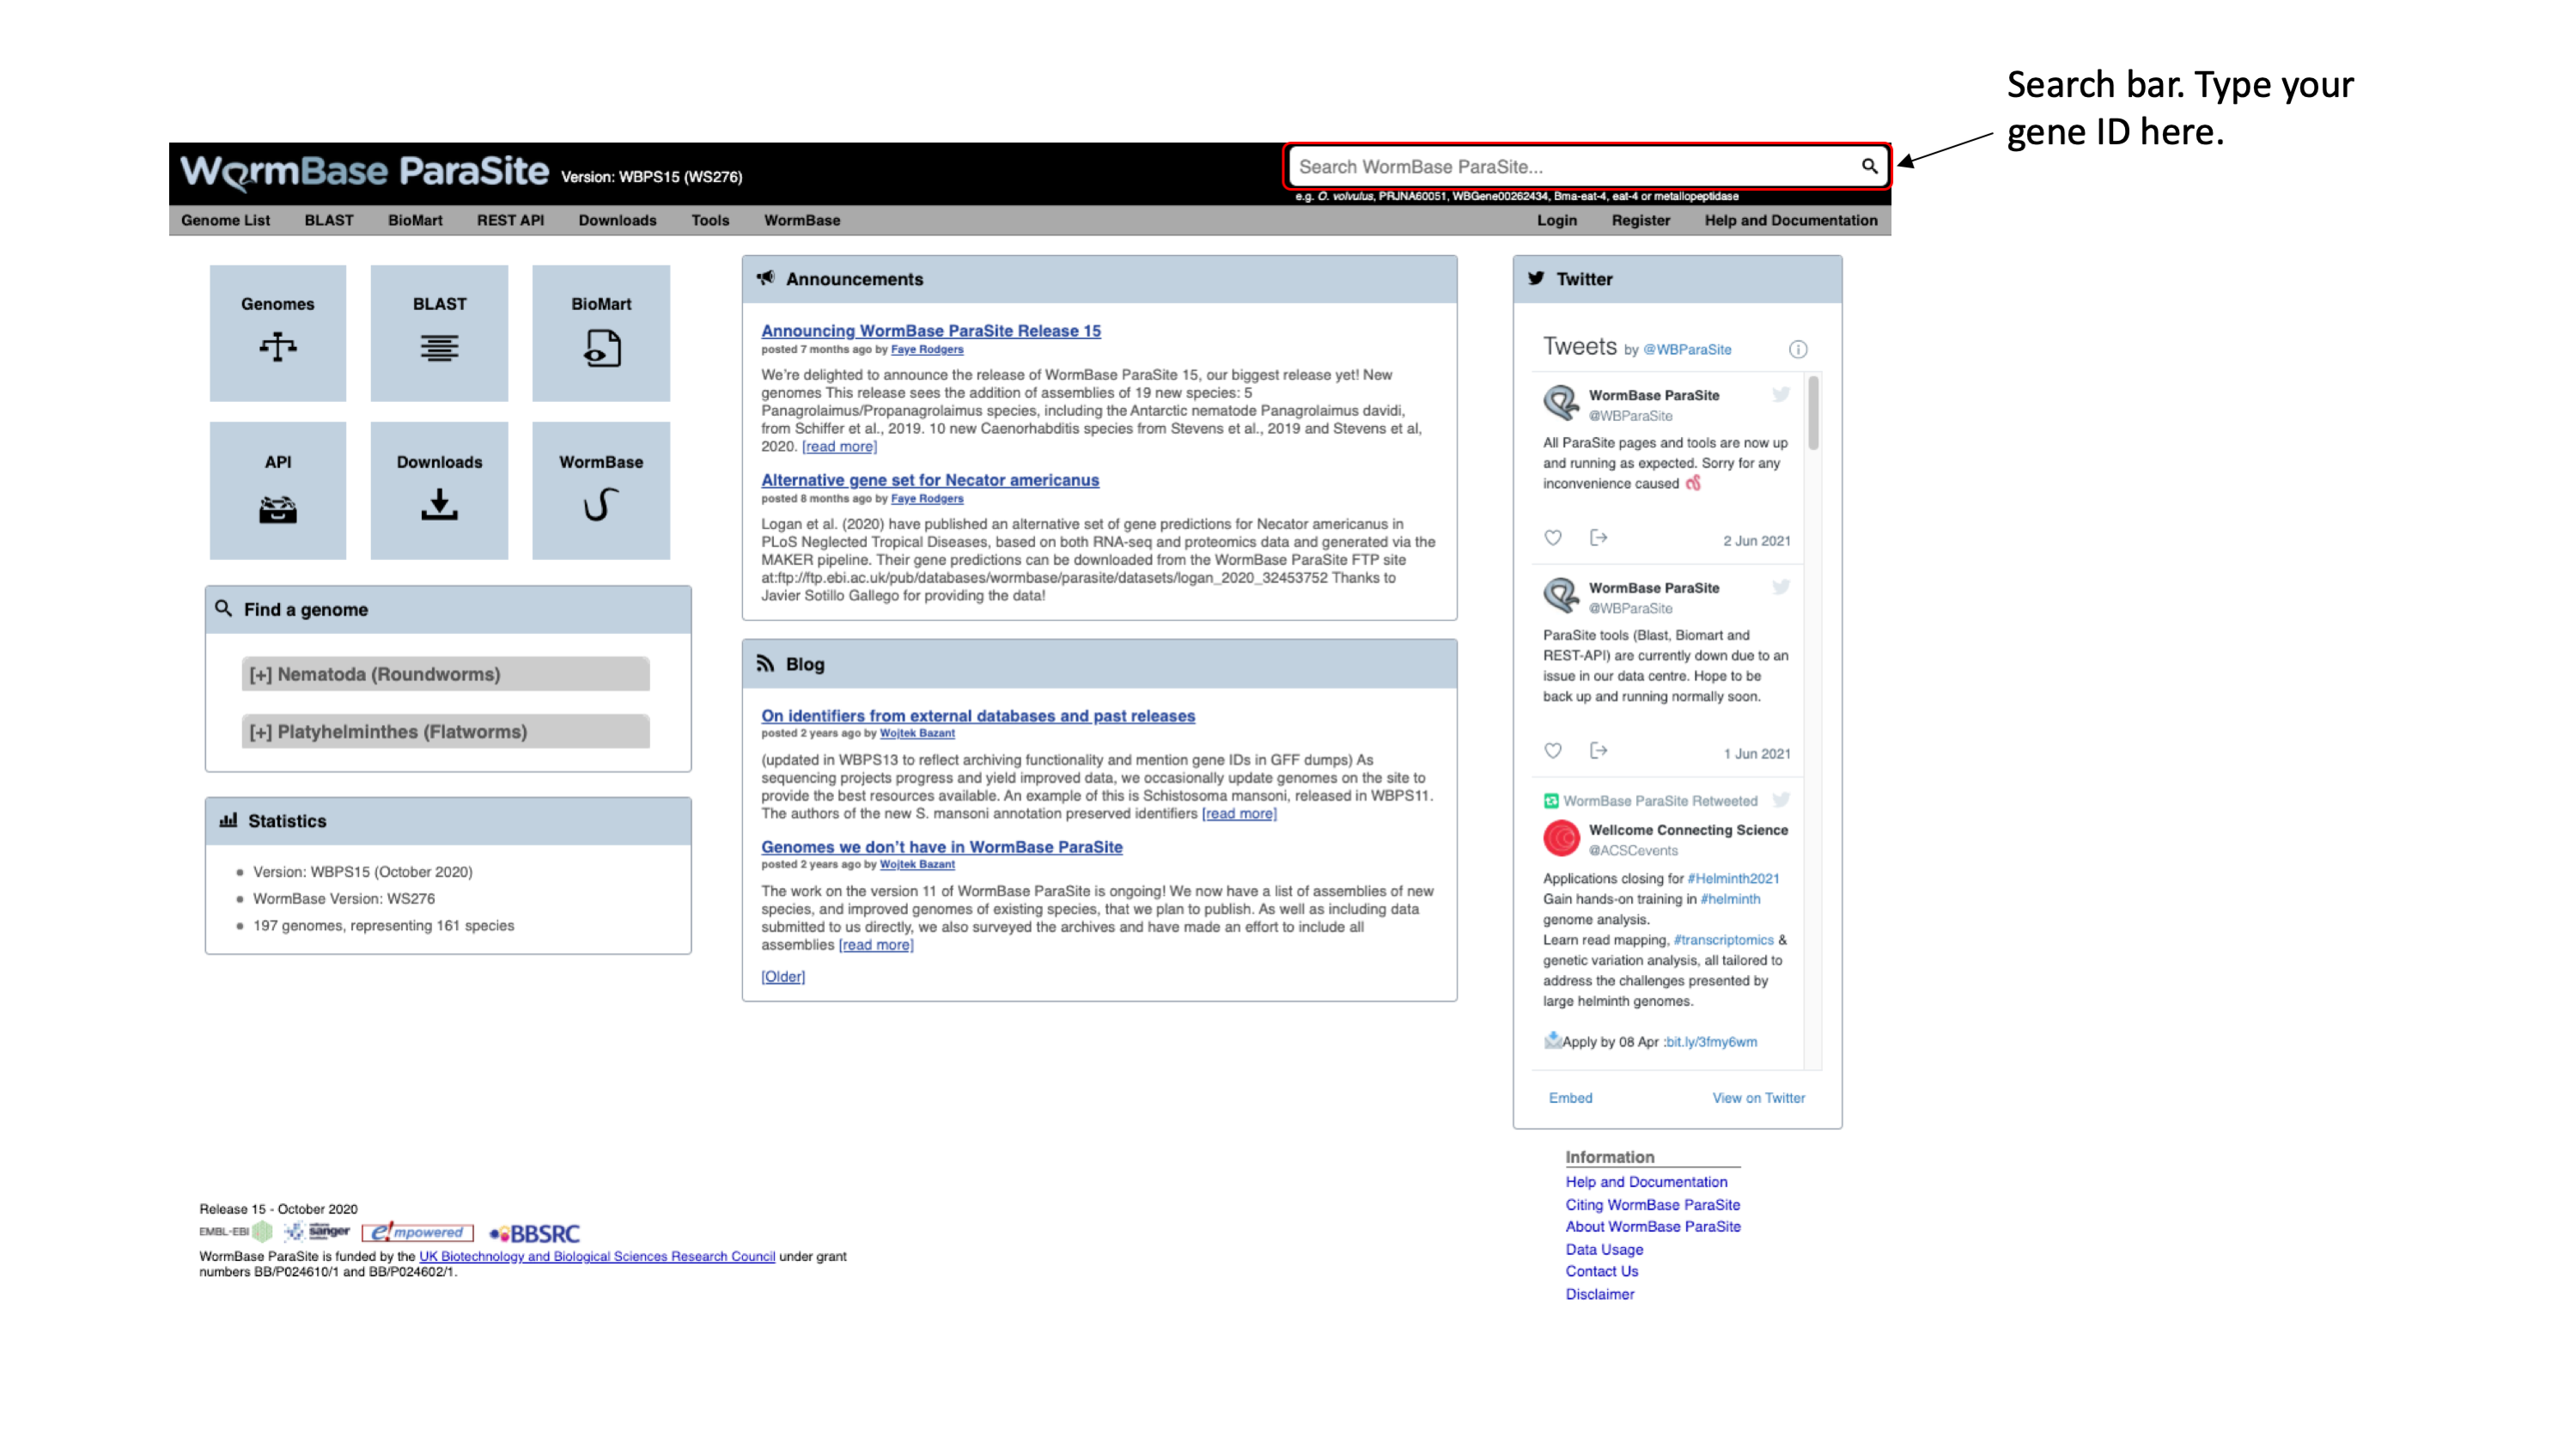 Search bar. Type your
gene ID here.
WormBase ParaSite Version: WBPS15 (WS276)
Search WormBase ParaSite...
e.g. O. volvulus, PRJNA60051, WBGene00262434, Bma-eat-4, eat-4 or metallopeptidase
Genome List BLAST BioMart REST API Downloads Tools WormBase Login Register Help and Documentation
Genomes BLAST BioMart
API Downloads WormBase
Find a genome
[+] Nematoda (Roundworms)
[+] Platyhelminthes (Flatworms)
Statistics
Version: WBPS15 (October 2020)
WormBase Version: WS276
197 genomes, representing 161 species
Announcements
Announcing WormBase ParaSite Release 15
posted 7 months ago by Faye Rodgers
We're delighted to announce the release of WormBase ParaSite 15, our biggest release yet! New
genomes This release sees the addition of assemblies of 19 new species: 5
Panagrolaimus/Propanagrolaimus species, including the Antarctic nematode Panagrolaimus davidi,
from Schiffer et al., 2019. 10 new Caenorhabditis species from Stevens et al., 2019 and Stevens et al,
2020. [read more]
Alternative gene set for Necator americanus
posted 8 months ago by Faye Rodgers
Logan et al. (2020) have published an alternative set of gene predictions for Necator americanus in
PLoS Neglected Tropical Diseases, based on both RNA-seq and proteomics data and generated via the
MAKER pipeline. Their gene predictions can be downloaded from the WormBase ParaSite FTP site
at:ftp://ftp.ebi.ac.uk/pub/databases/wormbase/parasite/datasets/logan_2020_32453752 Thanks to
Javier Sotillo Gallego for providing the data!
Blog
On identifiers from external databases and past releases
posted 2 years ago by Wojtek Bazant
(updated in WBPS13 to reflect archiving functionality and mention gene IDs in GFF dumps) As
sequencing projects progress and yield improved data, we occasionally update genomes on the site to
provide the best resources available. An example of this is Schistosoma mansoni, released in WBPS11.
The authors of the new S. mansoni annotation preserved identifiers [read more]
Genomes we don't have in WormBase ParaSite
posted 2 years ago by Wojtek Bazant
The work on the version 11 of WormBase ParaSite is ongoing! We now have a list of assemblies of new
species, and improved genomes of existing species, that we plan to publish. As well as including data
submitted to us directly, we also surveyed the archives and have made an effort to include all
assemblies [read more]
[Older]
Twitter
Tweets by @WBParaSite
WormBase ParaSite
@WBParaSite
All ParaSite pages and tools are now up
and running as expected. Sorry for any
inconvenience caused
2 Jun 2021
WormBase ParaSite
@WBParaSite
ParaSite tools (Blast, Biomart and
REST-API) are currently down due to an
issue in our data centre. Hope to be
back up and running normally soon.
1 Jun 2021
WormBase ParaSite Retweeted
Wellcome Connecting Science
@ACSCevents
Applications closing for #Helminth2021
Gain hands-on training in #helminth
genome analysis.
Learn read mapping, #transcriptomics &
genetic variation analysis, all tailored to
address the challenges presented by
large helminth genomes.
Apply by 08 Apr :bit.ly/3fmy6wm
Embed View on Twitter
Information
Help and Documentation
Citing WormBase ParaSite
About WormBase ParaSite
Data Usage
Contact Us
Disclaimer
Release 15 - October 2020
EMBL-EBI sanger e!mpowered BBSRC
WormBase ParaSite is funded by the UK Biotechnology and Biological Sciences Research Council under grant
numbers BB/P024610/1 and BB/P024602/1.